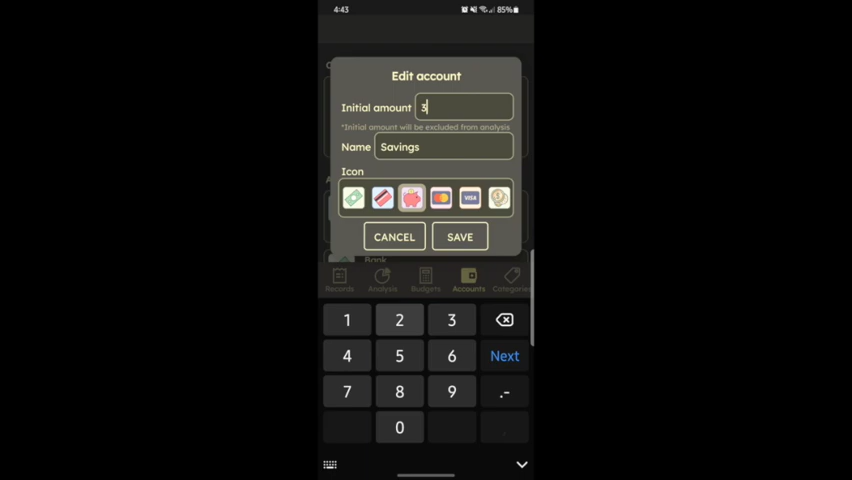 4:43 85%
Edit account
Initial amount 3
*Initial amount will be excluded from analysis
Name Savings
Icon
VISA
CANCEL SAVE
Bank
Records Analysis Budgets Accounts Categories
1 2 3
4 5 6 Next
7 8 9 .-
0